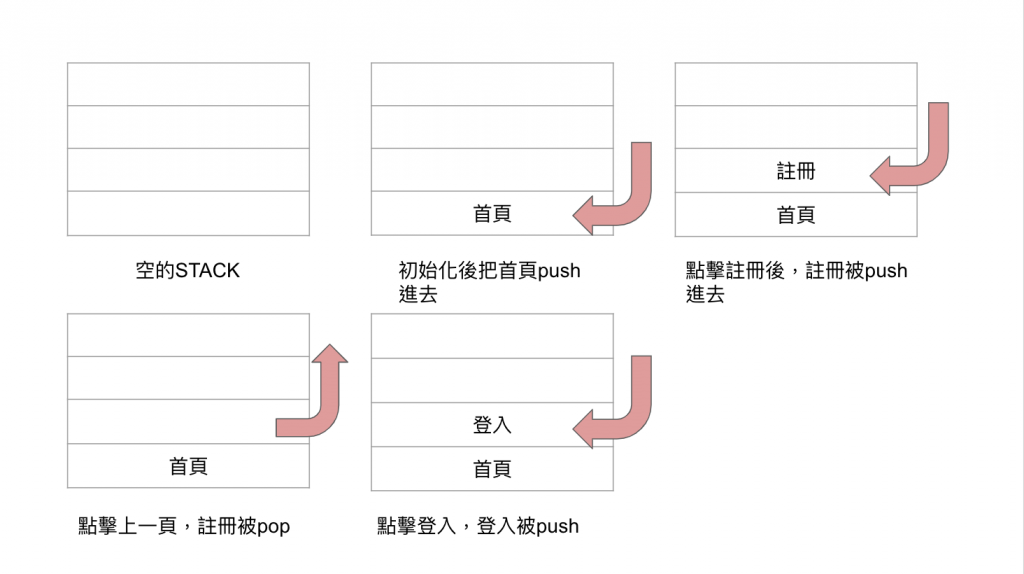 首頁
註冊
首頁
空的STACK
初始化後把首頁push
進去
點擊註冊後，註冊被push
進去
首頁
登入
首頁
點擊上一頁，註冊被pop
點擊登入，登入被push